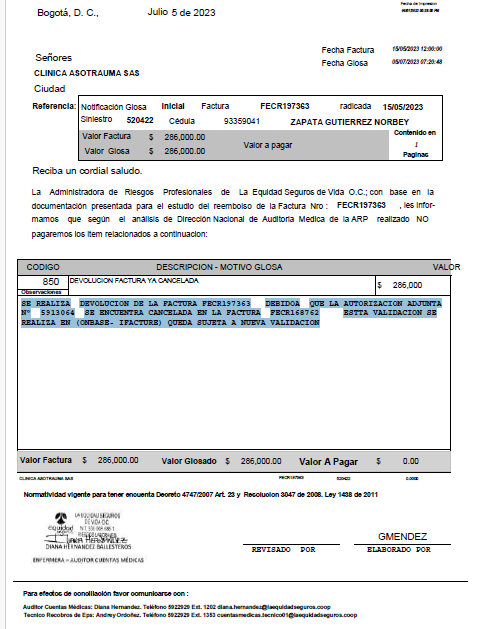 Fecha de Impresion
Bogotá, D. C., Julio 5 de 2023
Fecha Factura 15/05/2023 12:00:00
Señores
Fecha Glosa 05/07/2023 07:20:48
CLINICA ASOTRAUMA SAS
Ciudad
Referencia: Notificación Glosa Inicial Factura FECR197363 radicada 15/05/2023
Siniestro 520422 Cédula 93359041 ZAPATA GUTIERREZ NORBEY
Valor Factura $ 286,000.00 Valor a pagar Contenido en
Valor Glosa $ 286,000.00 1
Paginas
Reciba un cordial saludo.
La Administradora de Riesgos Profesionales de La Equidad Seguros de Vida O.C.; con base en la
documentación presentada para el estudio del reembolso de la Factura Nro : FECR197363 , les infor-
mamos que según el análisis de Dirección Nacional de Auditoria Medica de la ARP realizado NO
pagaremos los item relacionados a continuacion:
CODIGO DESCRIPCION - MOTIVO GLOSA VALOR
850 DEVOLUCION DE FACTURA YA CANCELADA $ 286,000
Observaciones
SE REALIZA DEVOLUCION DE LA FACTURA FECR197363 DEBIDOA QUE LA AUTORIZACION ADJUNTA
N° 5913064 SE ENCUENTRA CANCELADA EN LA FACTURA FECR168762 ESTTA VALIDACION SE
REALIZA EN (ONBASE- IFACTURE) QUEDA SUJETA A NUEVA VALIDACION
Valor Factura $ 286,000.00 Valor Glosado $ 286,000.00 Valor A Pagar $ 0.00
CLINICA ASOTRAUMA SAS FECR197363 520422 0.0000
Normatividad vigente para tener encuenta Decreto 4747/2007 Art. 23 y Resolucion 3047 de 2008. Ley 1438 de 2011
LA EQUIDAD SEGUROS
DE VIDA O.C.
equidad
DIANA HERNANDEZ BALLESTEROS
ENFERMERA - AUDITOR CUENTAS MÉDICAS
GMENDEZ
REVISADO POR ELABORADO POR
Para efectos de conciliación favor comunicarse con :
Auditor Cuentas Médicas: Diana Hernandez. Teléfono 5922929 Ext. 1202 diana.hernandez@laequidadseguros.coop
Tecnico Recobros de Eps: Andrey Ordoñez. Teléfono 5922929 Ext. 1353 cuentasmedicas.tecnico01@laequidadseguros.coop